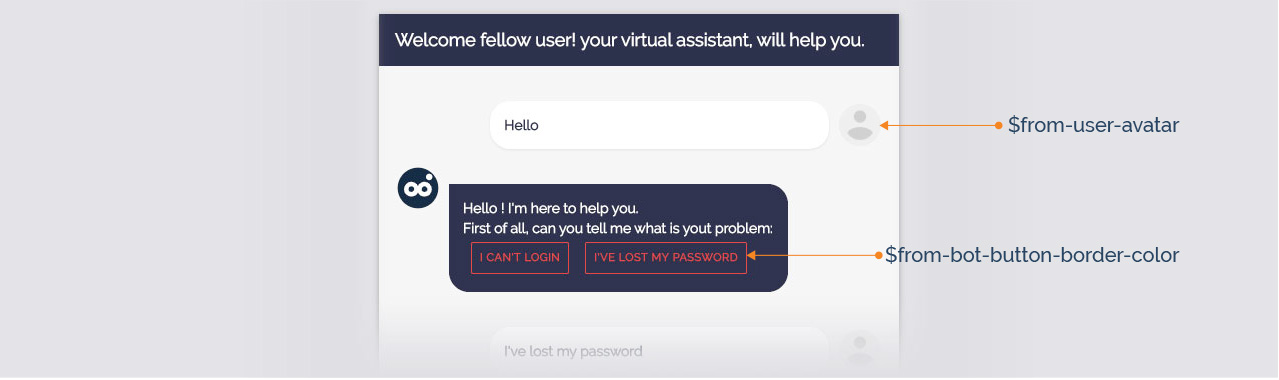 Welcome fellow user! your virtual assistant, will help you.
Hello
$from-user-avatar
Hello ! I'm here to help you.
First of all, can you tell me what is yout problem:
I CAN'T LOGIN
I'VE LOST MY PASSWORD
$from-bot-button-border-color
I've lost my password